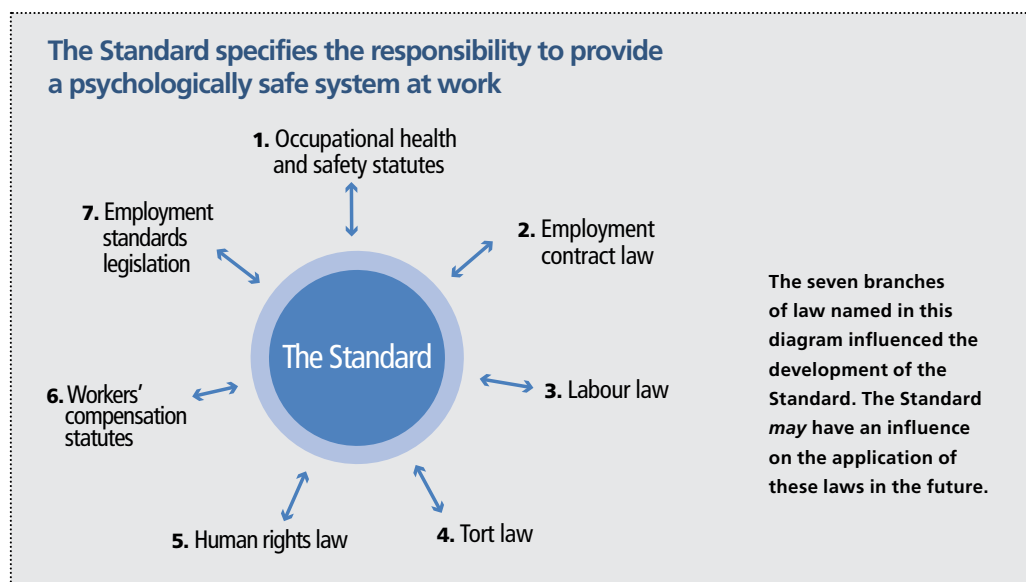 The Standard specifies the responsibility to provide
a psychologically safe system at work
1. Occupational health
and safety statutes
2. Employment
contract law
3. Labour law
4. Tort law
5. Human rights law
6. Workers'
compensation
statutes
7. Employment
standards
legislation
The Standard
The seven branches
of law named in this
diagram influenced the
development of the
Standard. The Standard
may have an influence
on the application of
these laws in the future.